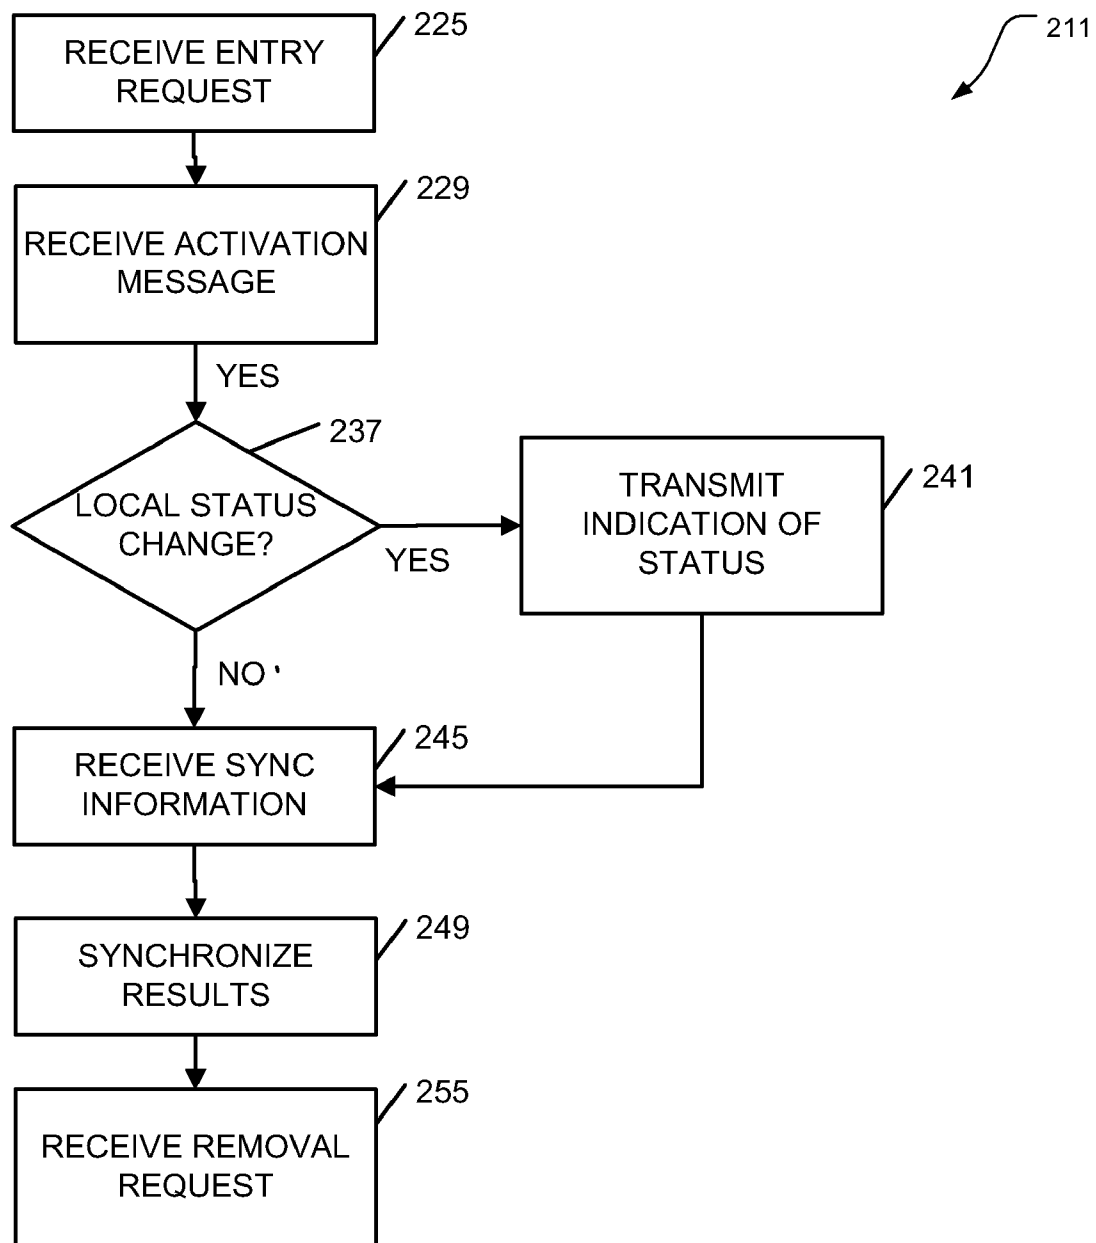 225
211
RECEIVE ENTRY
REQUEST
229
RECEIVE ACTIVATION
MESSAGE
YES
237
LOCAL STATUS
CHANGE?
YES
TRANSMIT
INDICATION OF
STATUS
241
NO
245
RECEIVE SYNC
INFORMATION
249
SYNCHRONIZE
RESULTS
255
RECEIVE REMOVAL
REQUEST